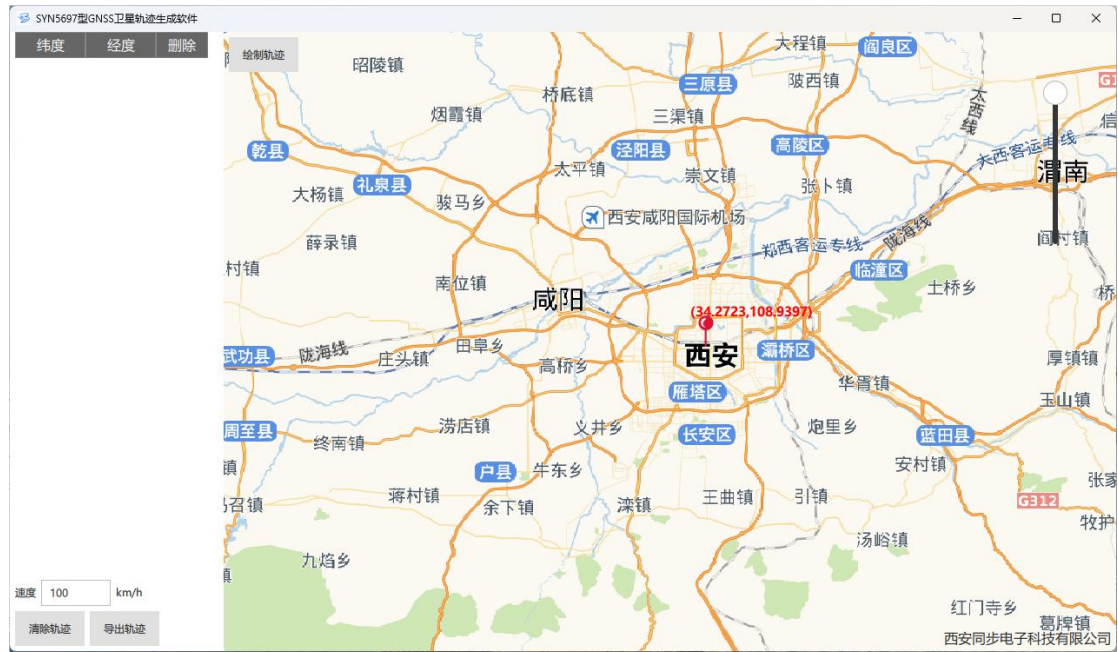 SYN5697型GNSS卫星轨迹生成软件
纬度 经度 删除
绘制轨迹
大程镇 阎良区
昭陵镇
三原县 陂西镇
桥底镇
烟霞镇 三渠镇
太西线
乾县 泾阳县 高陵区
大西客运专线
太平镇 崇文镇
渭南
大杨镇 礼泉县 骏马乡 张卜镇
西安咸阳国际机场
薛录镇 郑西客运专线 陇海线
村镇 临潼区
南位镇 土桥乡
咸阳
(34.2723,108.9397)
武功县 陇海线 庄头镇 田阜乡 高桥乡 西安 灞桥区 厚镇镇
雁塔区 华胥镇 玉山镇
周至县 终南镇 涝店镇 义井乡 长安区 炮里乡 蓝田县
户县 牛东乡 安村镇
蒋村镇 余下镇 滦镇 王曲镇 引镇 G312
汤峪镇 牧护
九焰乡
速度 100 km/h
清除轨迹 导出轨迹
红门寺乡
葛牌镇
西安同步电子科技有限公司